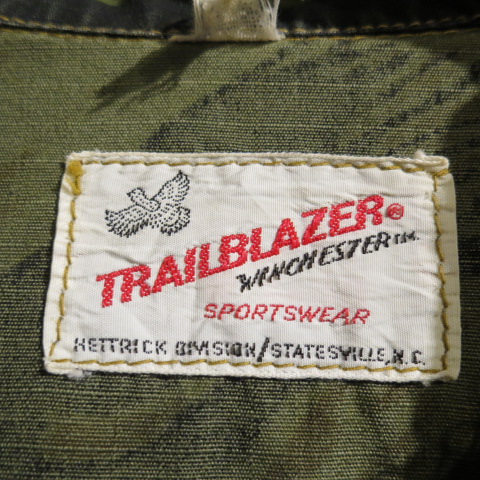 TRAILBLAZER®
WINCHESTER TM.
SPORTSWEAR
HETTRICK DIVISION/STATESVILLE, N.C.